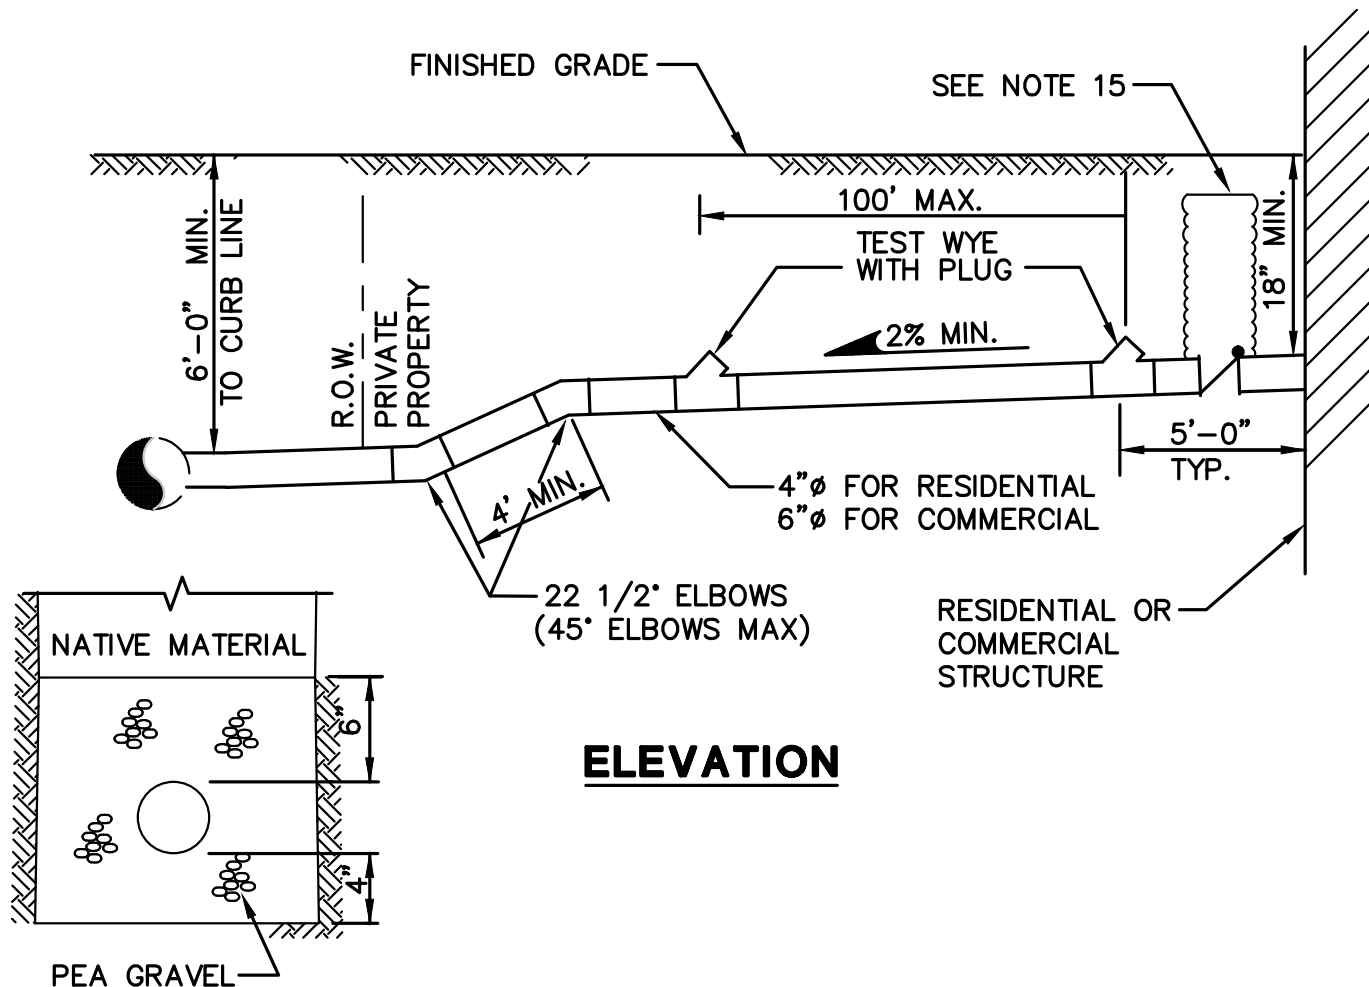 FINISHED GRADE
SEE NOTE 15
100' MAX.
TEST WYE
WITH PLUG
2% MIN.
6'-0" MIN.
TO CURB LINE
R.O.W.
PRIVATE
PROPERTY
18" MIN.
5'-0"
TYP.
4' MIN.
4"ø FOR RESIDENTIAL
6"ø FOR COMMERCIAL
22 1/2° ELBOWS
(45° ELBOWS MAX)
RESIDENTIAL OR
COMMERCIAL
STRUCTURE
NATIVE MATERIAL
6"
4"
PEA GRAVEL
ELEVATION